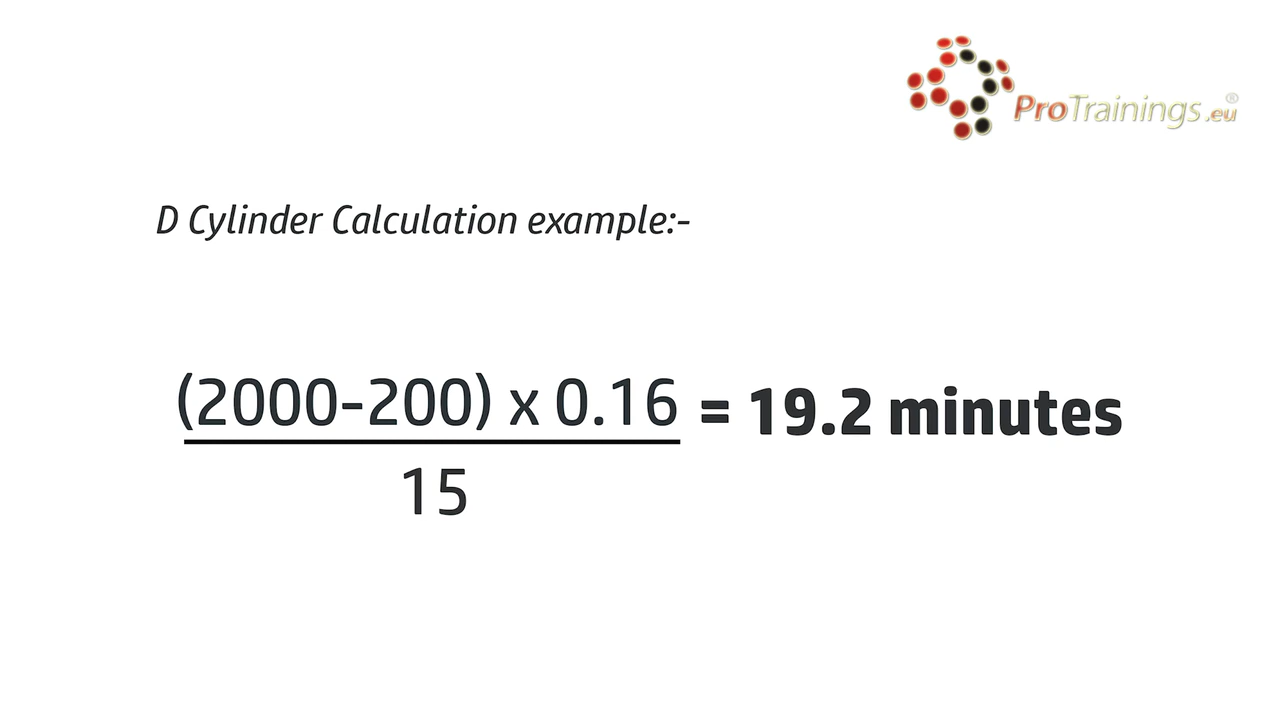 ProTrainings.eu®
D Cylinder Calculation example:-
(2000-200) x 0.16 = 19.2 minutes
15